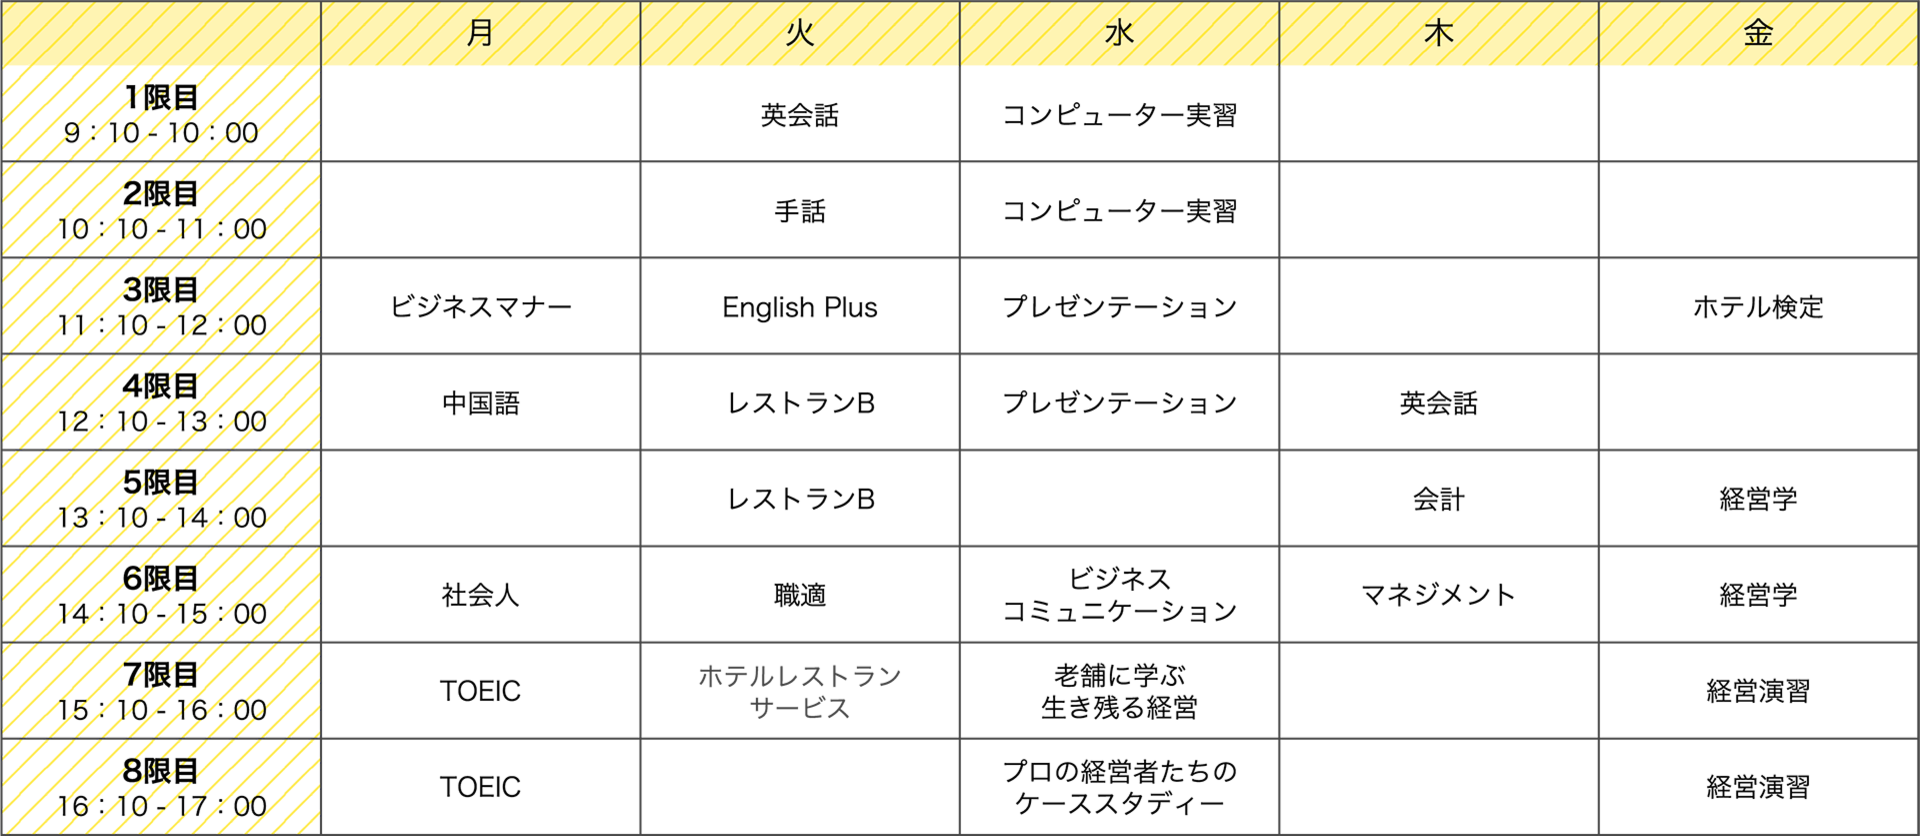 月 火 水 木 金
1限目
9：10 - 10：00
英会話 コンピューター実習
2限目
10：10 - 11：00
手話 コンピューター実習
3限目
11：10 - 12：00
ビジネスマナー English Plus プレゼンテーション ホテル検定
4限目
12：10 - 13：00
中国語 レストランB プレゼンテーション 英会話
5限目
13：10 - 14：00
レストランB 会計 経営学
6限目
14：10 - 15：00
社会人 職適 ビジネス
コミュニケーション マネジメント 経営学
7限目
15：10 - 16：00
TOEIC ホテルレストラン
サービス 老舗に学ぶ
生き残る経営 経営演習
8限目
16：10 - 17：00
TOEIC プロの経営者たちの
ケーススタディー 経営演習